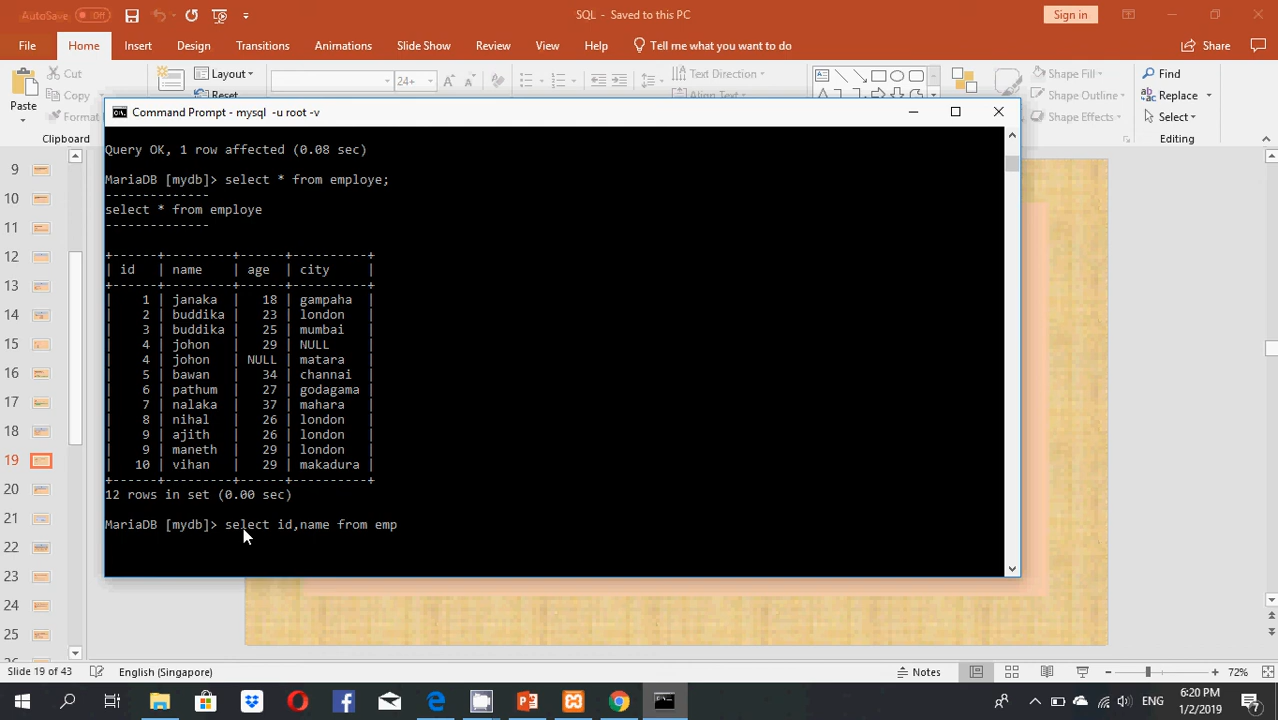 AutoSave Off
SQL - Saved to this PC
Sign in
File Home Insert Design Transitions Animations Slide Show Review View Help Tell me what you want to do Share
Paste
Cut
Copy
Format
Clipboard
Layout
Reset
24+
Text Direction
Align Text
Shape Fill
Shape Outline
Shape Effects
Find
Replace
Select
Editing
Command Prompt - mysql -u root -v
Query OK, 1 row affected (0.08 sec)
MariaDB [mydb]> select * from employe;
--------------
select * from employe
--------------
+------+---------+------+----------+
| id | name | age | city |
+------+---------+------+----------+
| 1 | janaka | 18 | gampaha |
| 2 | buddika | 23 | london |
| 3 | buddika | 25 | mumbai |
| 4 | johon | 29 | NULL |
| 4 | johon | NULL | matara |
| 5 | bawan | 34 | channai |
| 6 | pathum | 27 | godagama |
| 7 | nalaka | 37 | mahara |
| 8 | nihal | 26 | london |
| 9 | ajith | 26 | london |
| 9 | maneth | 29 | london |
| 10 | vihan | 29 | makadura |
+------+---------+------+----------+
12 rows in set (0.00 sec)
MariaDB [mydb]> select id,name from emp
9
10
11
12
13
14
15
16
17
18
19
20
21
22
23
24
25
Slide 19 of 43 English (Singapore) Notes 72%
ENG
6:20 PM
1/2/2019
7